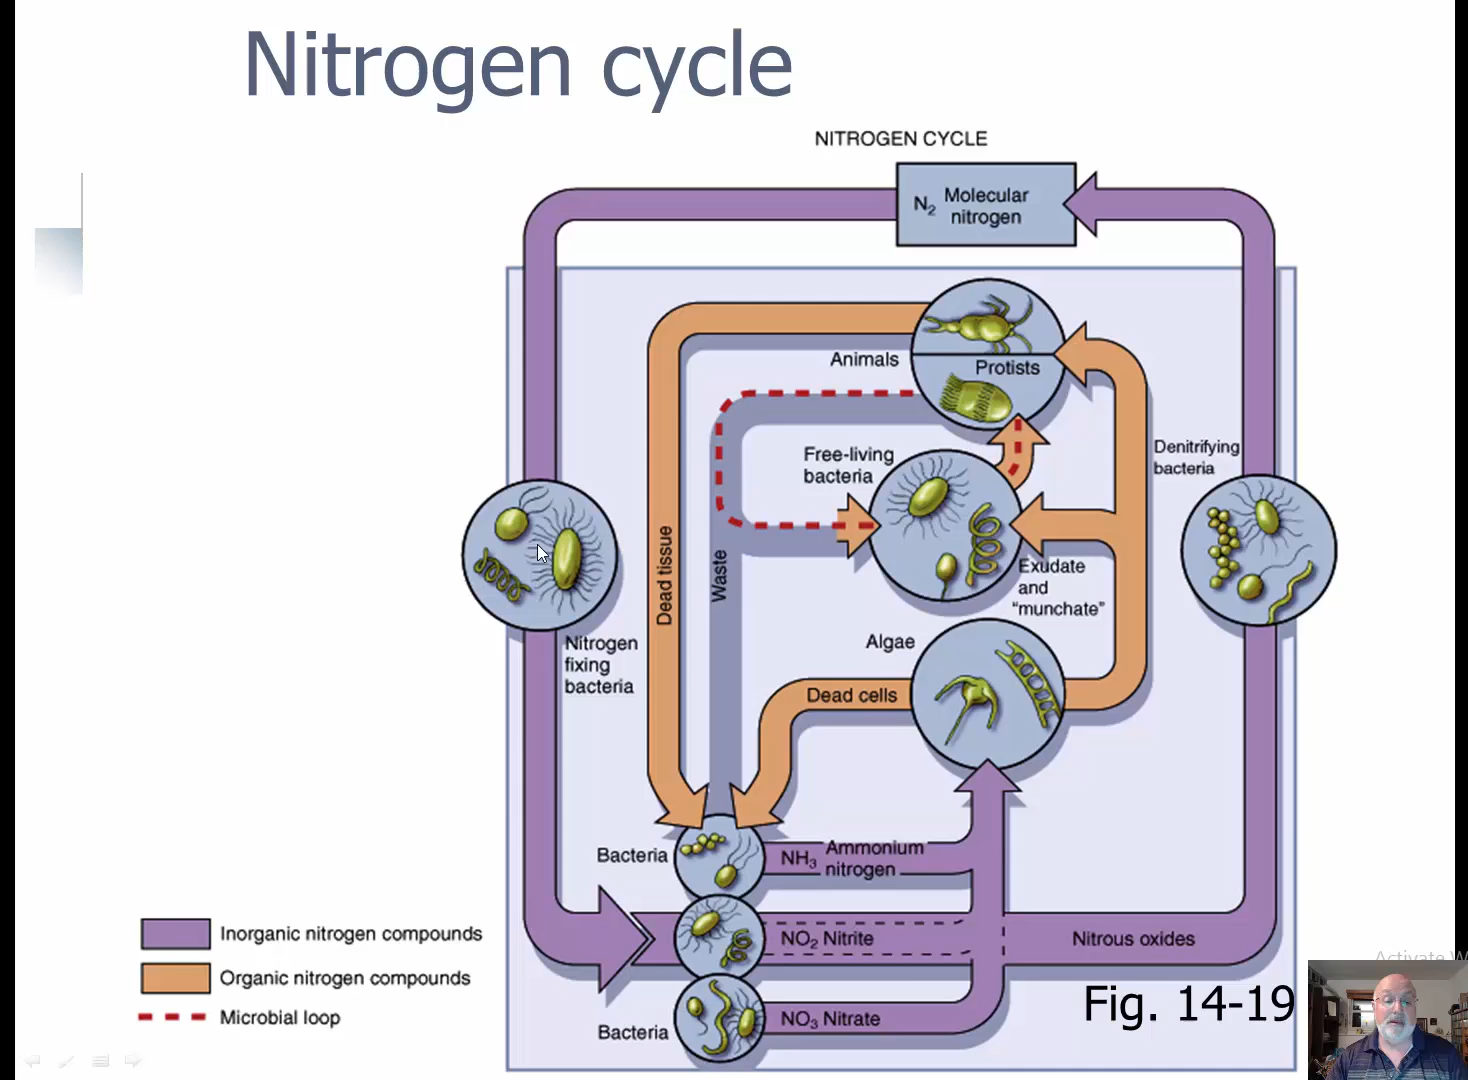 Nitrogen cycle
NITROGEN CYCLE
N2 Molecular
nitrogen
Animals
Protists
Free-living
bacteria
Denitrifying
bacteria
Dead tissue
Waste
Exudate
and
“munchate”
Nitrogen
fixing
bacteria
Algae
Dead cells
Bacteria
NH3 Ammonium
nitrogen
NO2 Nitrite
Nitrous oxides
NO3 Nitrate
Bacteria
Inorganic nitrogen compounds
Organic nitrogen compounds
Microbial loop
Fig. 14-19
Activate W